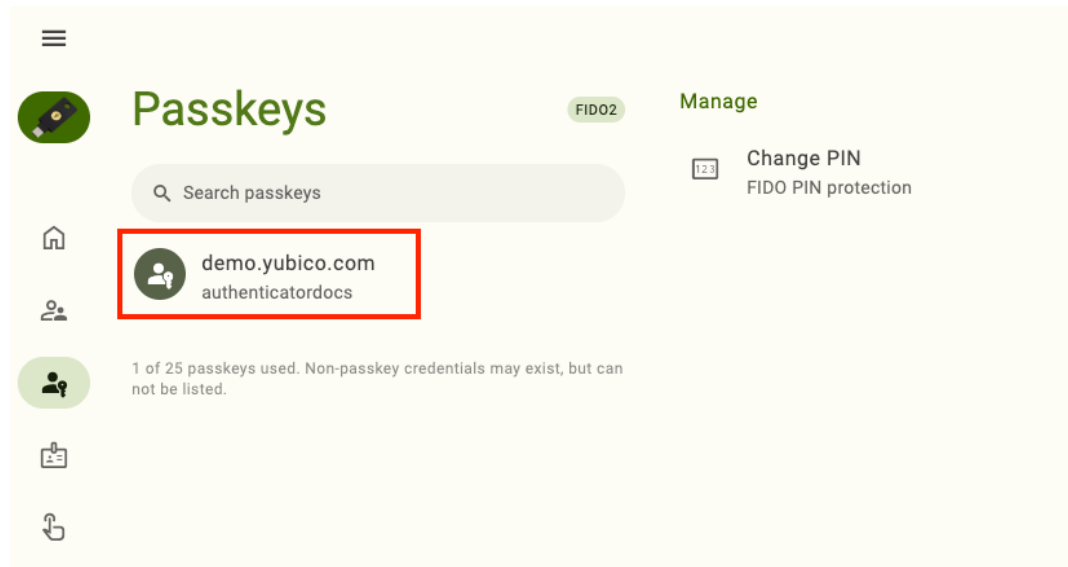 Passkeys
FIDO2
Search passkeys
demo.yubico.com
authenticatordocs
1 of 25 passkeys used. Non-passkey credentials may exist, but can
not be listed.
Manage
123
Change PIN
FIDO PIN protection